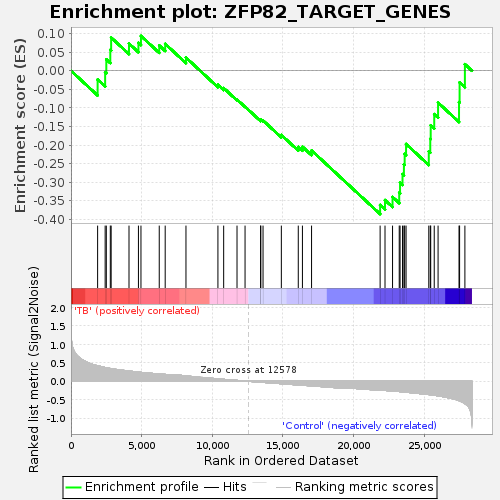 Enrichment plot: ZFP82_TARGET_GENES
Enrichment score (ES)
0.10
0.05
0.00
-0.05
-0.10
-0.15
-0.20
-0.25
-0.30
-0.35
-0.40
'TB' (positively correlated)
Ranked list metric (Signal2Noise)
2.0
1.5
1.0
0.5
0.0
-0.5
-1.0
Zero cross at 12578
'Control' (negatively correlated)
0 5,000 10,000 15,000 20,000 25,000
Rank in Ordered Dataset
Enrichment profile Hits Ranking metric scores